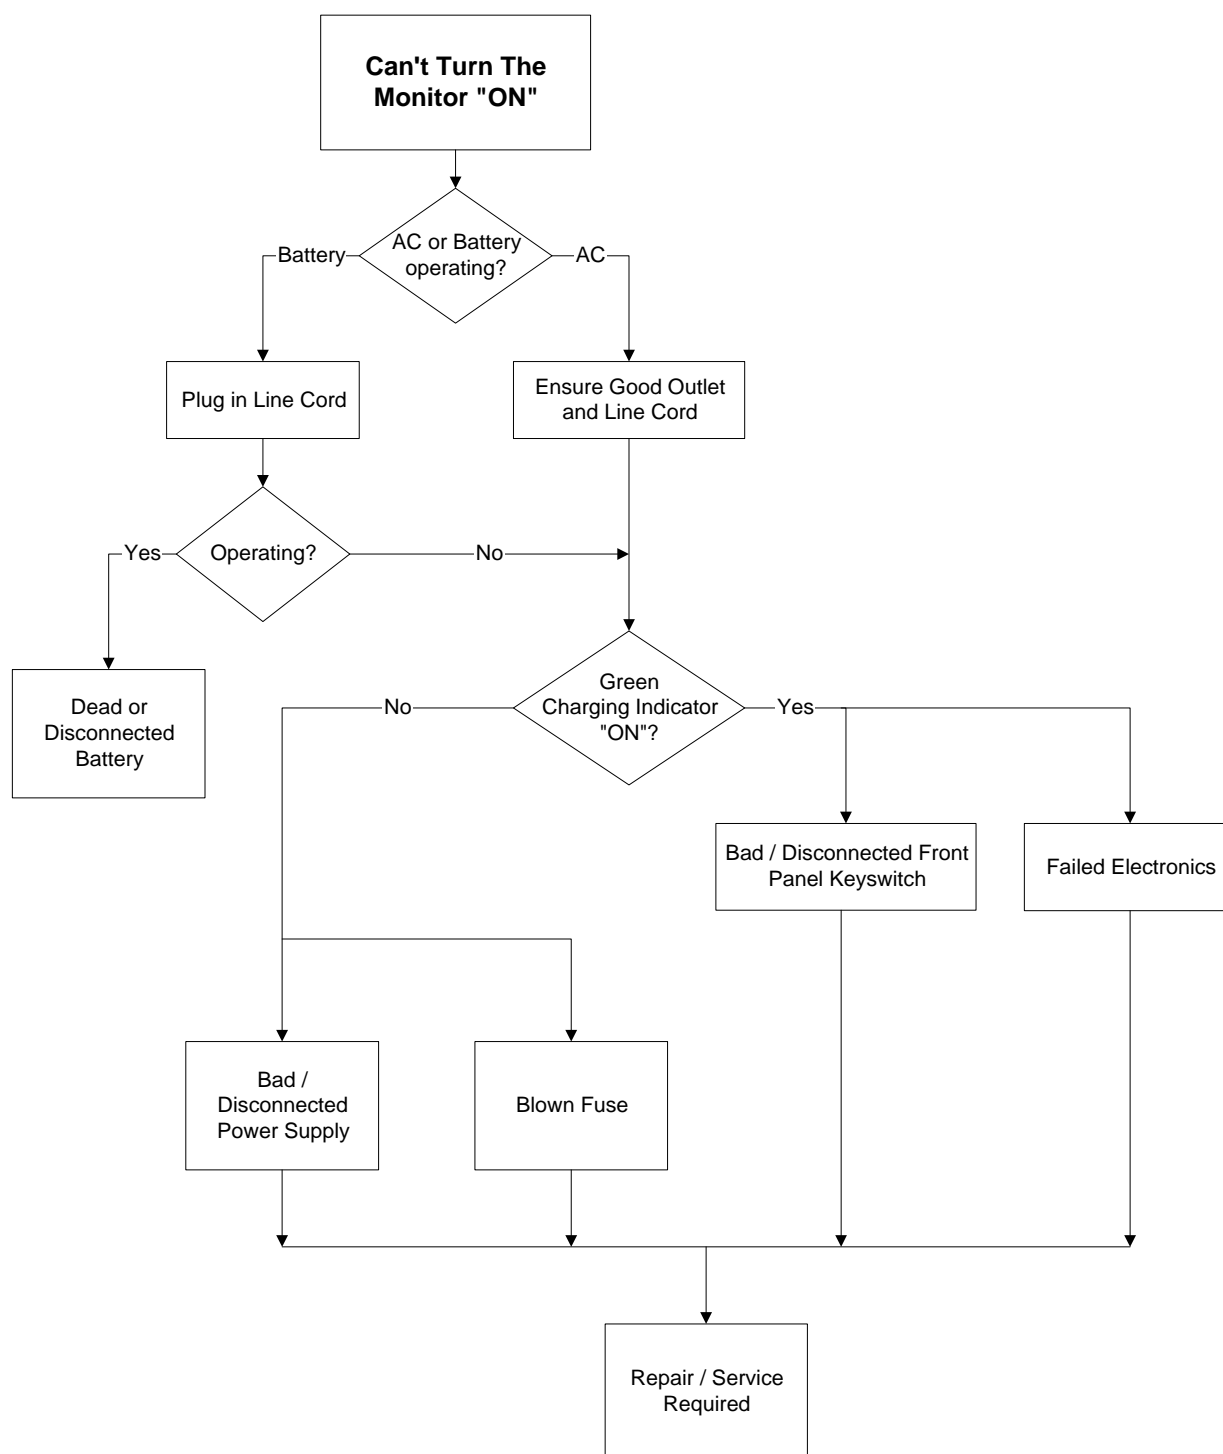 Can't Turn The
Monitor "ON"
AC or Battery
operating?
Battery
AC
Plug in Line Cord
Ensure Good Outlet
and Line Cord
Operating?
Yes
No
Dead or
Disconnected
Battery
Green
Charging Indicator
"ON"?
No
Yes
Bad / Disconnected Front
Panel Keyswitch
Failed Electronics
Bad /
Disconnected
Power Supply
Blown Fuse
Repair / Service
Required